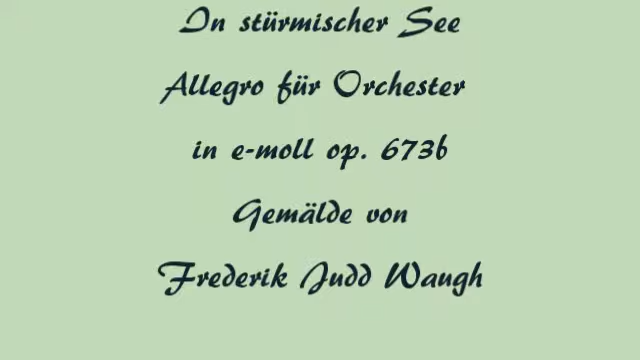 In stürmischer See
Allegro für Orchester
in e-moll op. 673b
Gemälde von
Frederik Judd Waugh